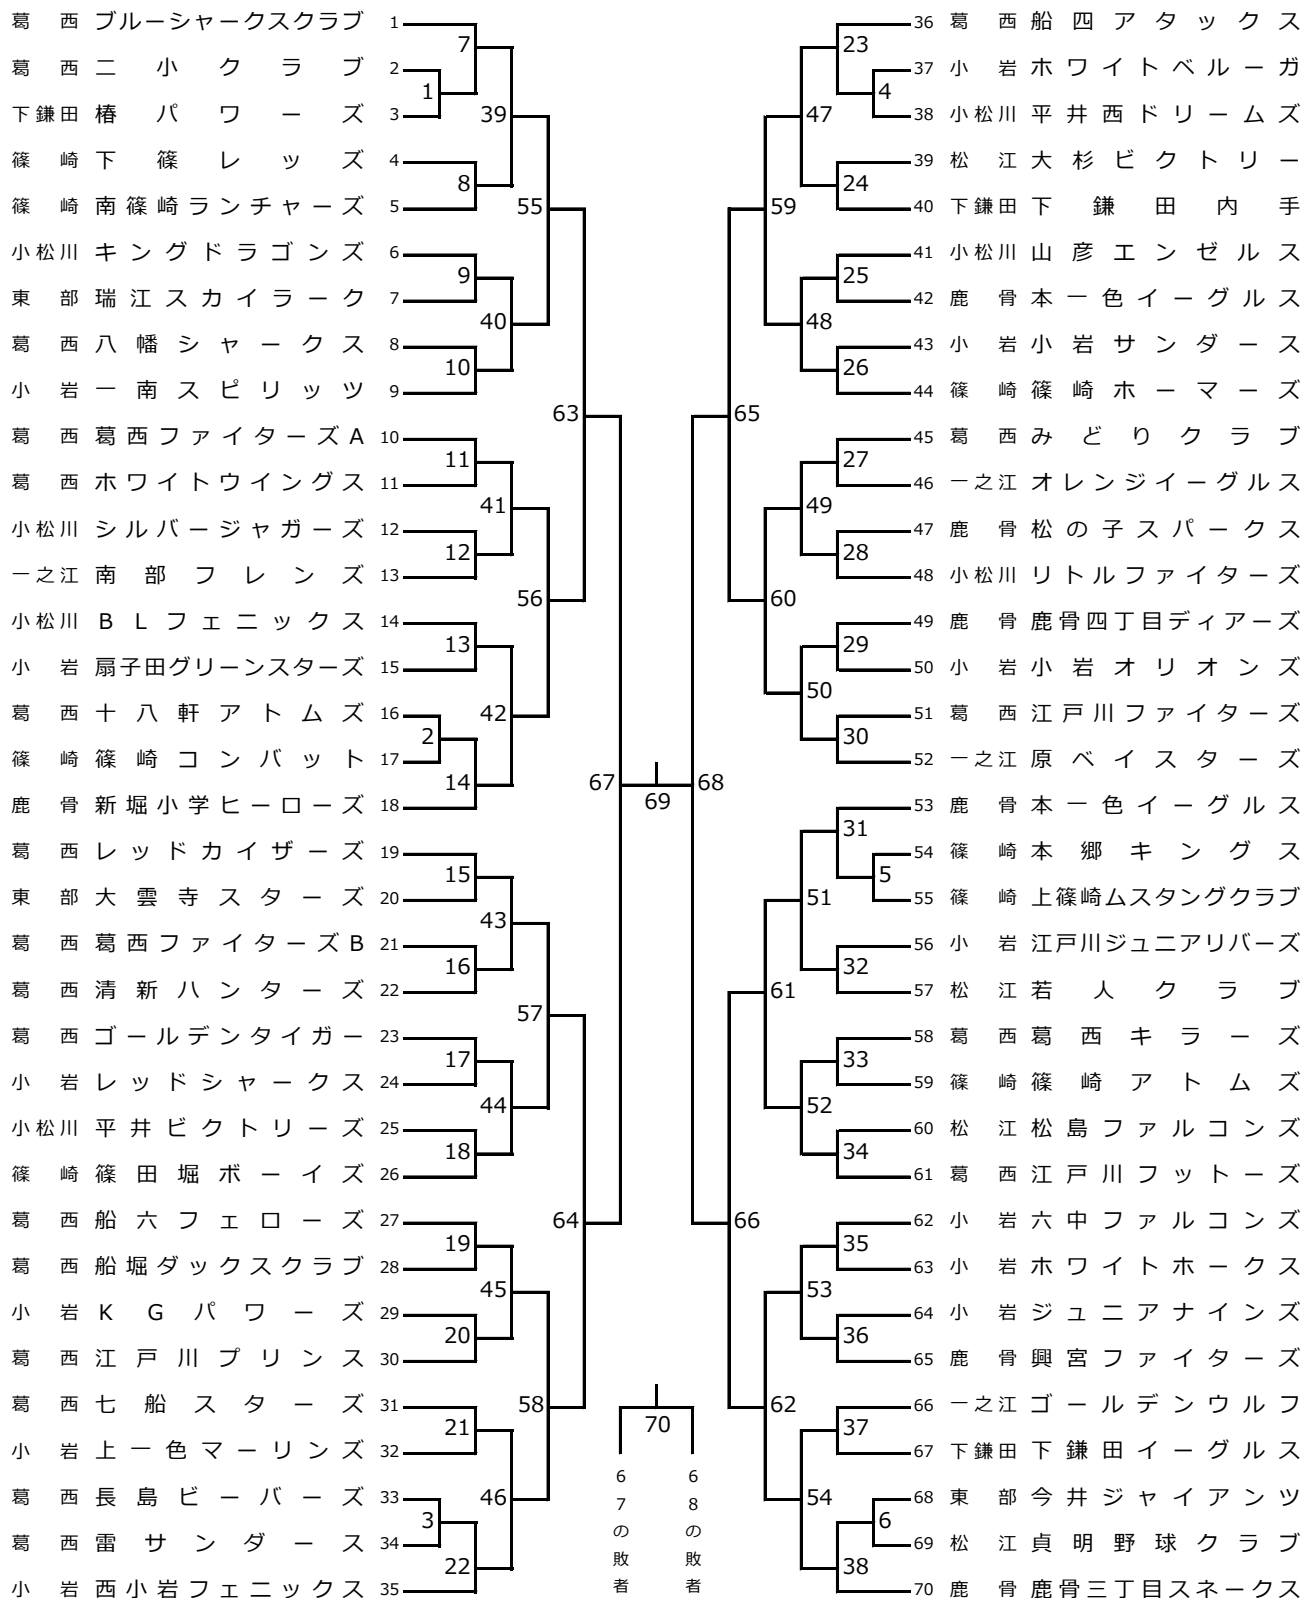 葛西 ブルーシャークスクラブ 1
葛西 二小クラブ 2
下鎌田 椿パワーズ 3
篠崎 下篠レッズ 4
篠崎 南篠崎ランチャーズ 5
小松川 キングドラゴンズ 6
東部 瑞江スカイラーク 7
葛西 八幡シャークス 8
小岩 一南スピリッツ 9
葛西 葛西ファイターズA 10
葛西 ホワイトウイングス 11
小松川 シルバージャガーズ 12
一之江 南部フレンズ 13
小松川 BLフェニックス 14
小岩 扇子田グリーンスターズ 15
葛西 十八軒アトムズ 16
篠崎 篠崎コンバット 17
鹿骨 新堀小学ヒーローズ 18
葛西 レッドカイザーズ 19
東部 大雲寺スターズ 20
葛西 葛西ファイターズB 21
葛西 清新ハンターズ 22
葛西 ゴールデンタイガー 23
小岩 レッドシャークス 24
小松川 平井ビクトリーズ 25
篠崎 篠田堀ボーイズ 26
葛西 船六フェローズ 27
葛西 船堀ダックスクラブ 28
小岩 KGパワーズ 29
葛西 江戸川プリンス 30
葛西 七船スターズ 31
小岩 上一色マーリンズ 32
葛西 長島ビーバーズ 33
葛西 雷サンダース 34
小岩 西小岩フェニックス 35
7
1
39
8
55
9
40
10
63
11
41
12
56
13
42
2
14
67
15
43
16
57
17
44
18
64
19
45
20
58
21
46
3
22
69
70
67の敗者
68の敗者
23
4
47
24
59
25
48
26
65
27
49
28
60
29
50
30
68
31
5
51
32
61
33
52
34
66
35
53
36
62
37
54
6
38
36 葛西 船四アタックス
37 小岩 ホワイトベルーガ
38 小松川 平井西ドリームズ
39 松江 大杉ビクトリー
40 下鎌田 下鎌田内手
41 小松川 山彦エンゼルス
42 鹿骨 本一色イーグルス
43 小岩 小岩サンダース
44 篠崎 篠崎ホーマーズ
45 葛西 みどりクラブ
46 一之江 オレンジイーグルス
47 鹿骨 松の子スパークス
48 小松川 リトルファイターズ
49 鹿骨 鹿骨四丁目ディアーズ
50 小岩 小岩オリオンズ
51 葛西 江戸川ファイターズ
52 一之江 原ベイスターズ
53 鹿骨 本一色イーグルス
54 篠崎 本郷キングス
55 篠崎 上篠崎ムスタングクラブ
56 小岩 江戸川ジュニアリバーズ
57 松江 若人クラブ
58 葛西 葛西キラーズ
59 篠崎 篠崎アトムズ
60 松江 松島ファルコンズ
61 葛西 江戸川フットーズ
62 小岩 六中ファルコンズ
63 小岩 ホワイトホークス
64 小岩 ジュニアナインズ
65 鹿骨 興宮ファイターズ
66 一之江 ゴールデンウルフ
67 下鎌田 下鎌田イーグルス
68 東部 今井ジャイアンツ
69 松江 貞明野球クラブ
70 鹿骨 鹿骨三丁目スネークス